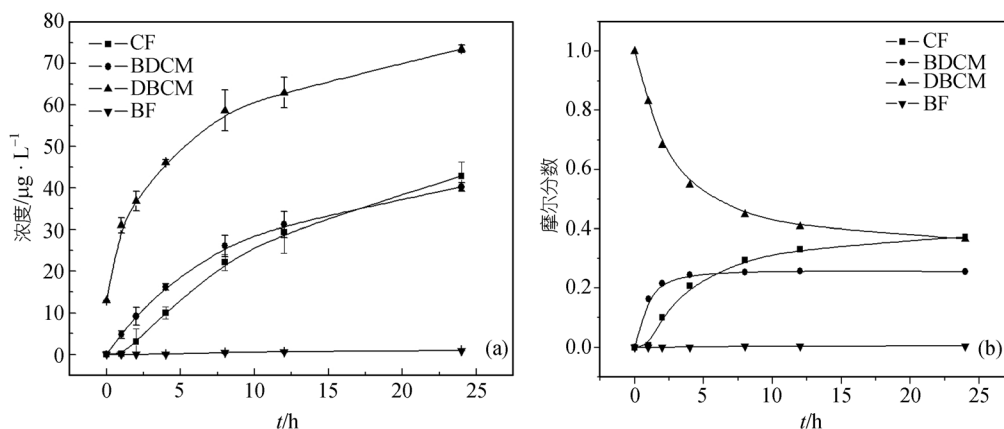 80
70
60
50
40
30
20
10
0
浓度/μg · L⁻¹
CF
BDCM
DBCM
BF
(a)
0 5 10 15 20 25
t/h
1.0
0.8
0.6
0.4
0.2
0.0
摩尔分数
CF
BDCM
DBCM
BF
(b)
0 5 10 15 20 25
t/h